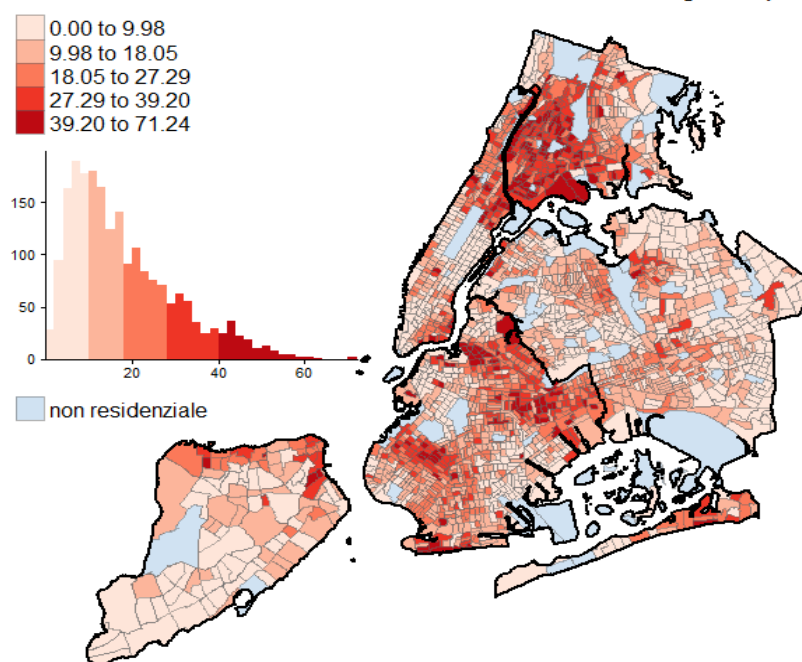 0.00 to 9.98
9.98 to 18.05
18.05 to 27.29
27.29 to 39.20
39.20 to 71.24
150
100
50
0
20
40
60
non residenziale